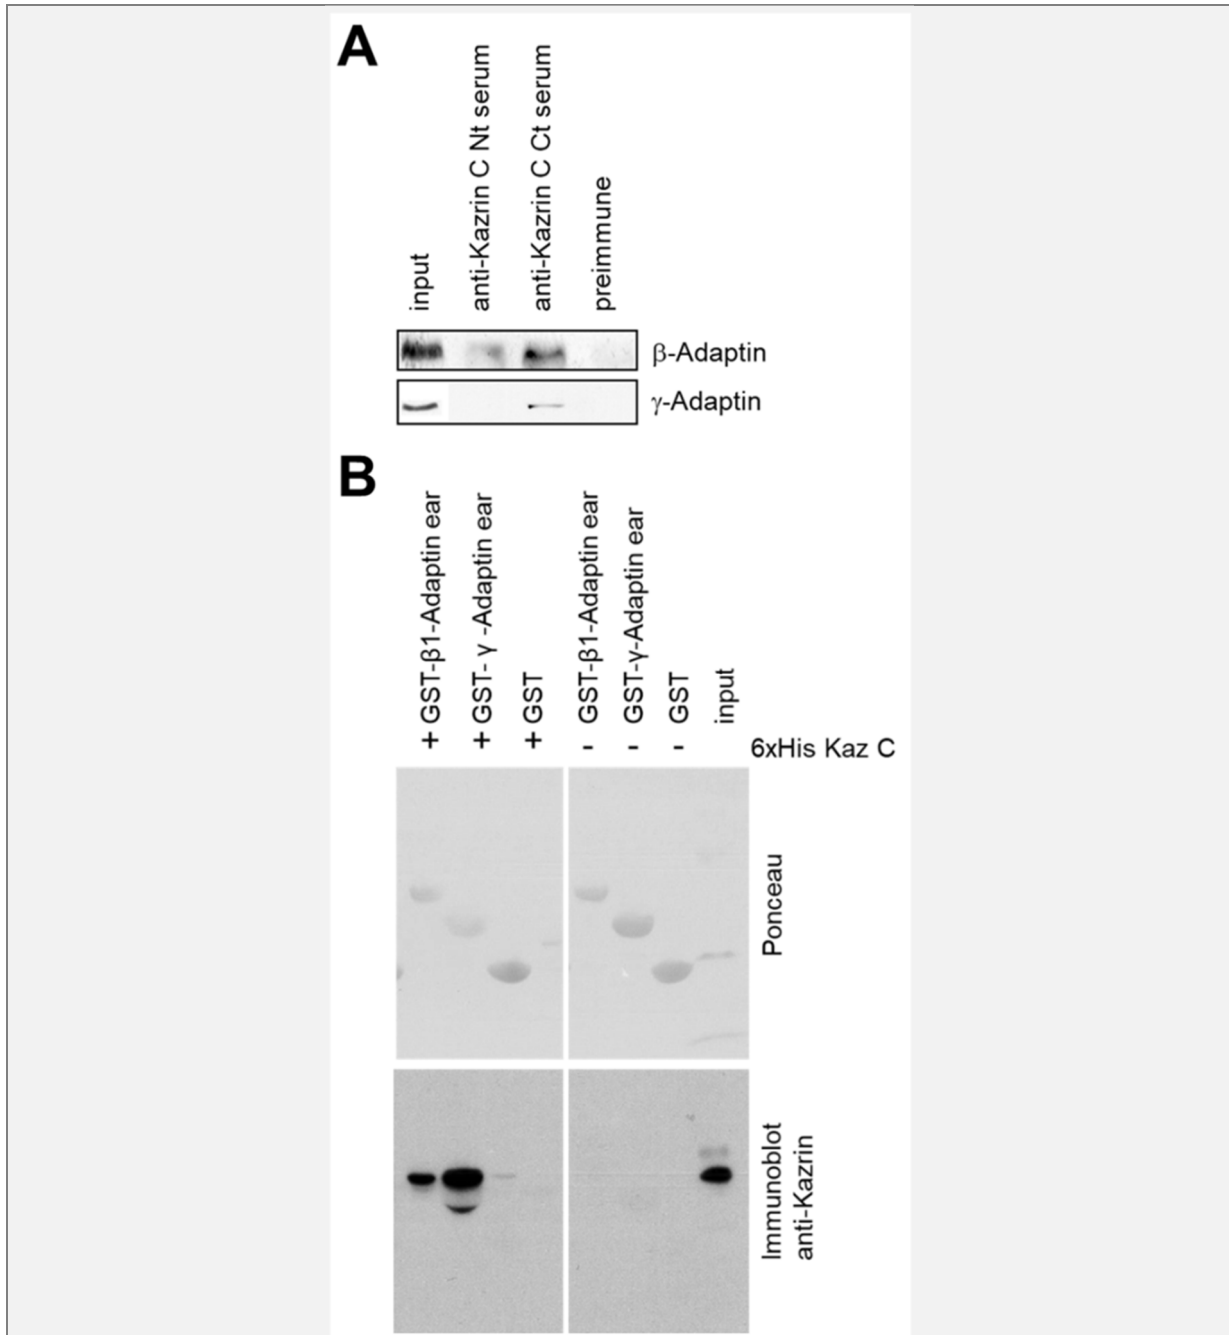 A
input
anti-Kazrin C Nt serum
anti-Kazrin C Ct serum
preimmune
β-Adaptin
γ-Adaptin
B
+ GST-β1-Adaptin ear
+ GST- γ -Adaptin ear
+ GST
- GST-β1-Adaptin ear
- GST-γ-Adaptin ear
- GST
input
6xHis Kaz C
Ponceau
Immunoblot
anti-Kazrin